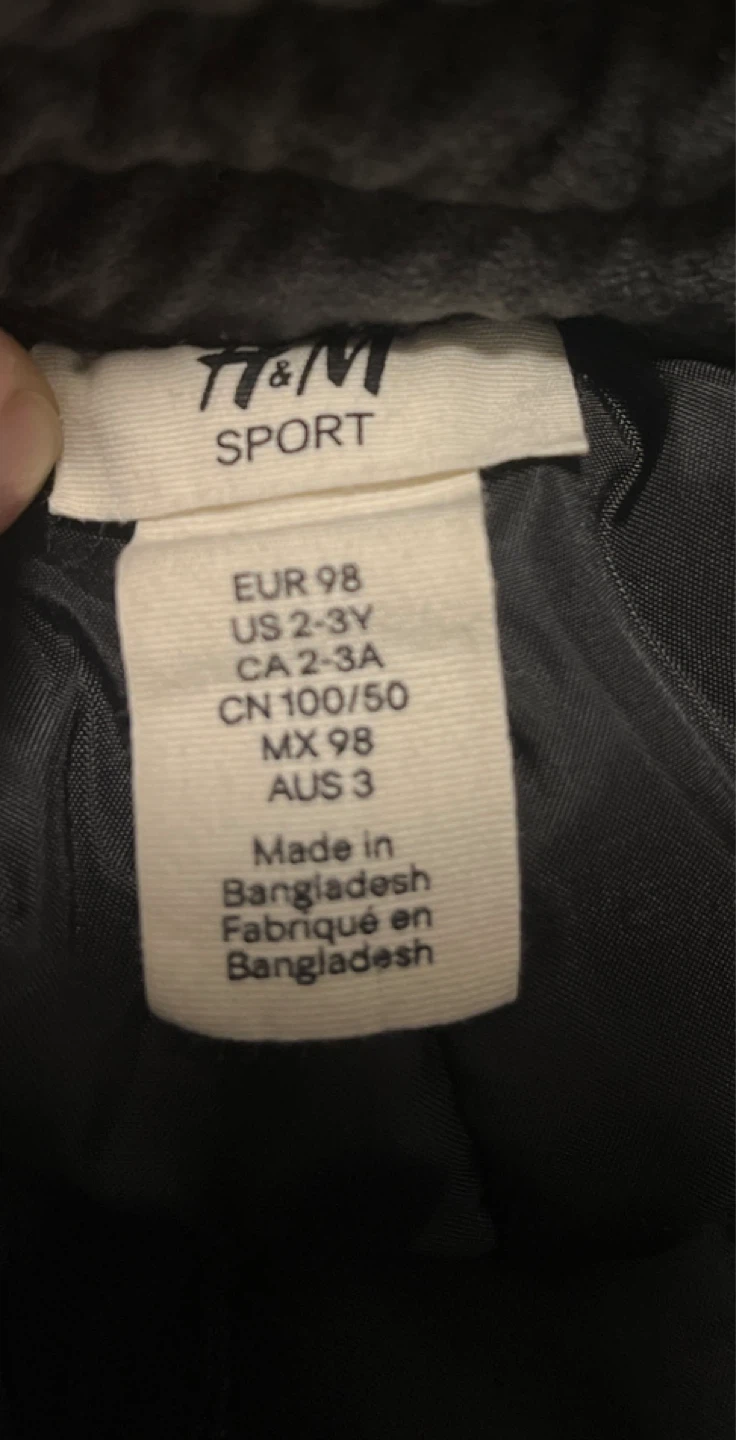 H&M
SPORT
EUR 98
US 2-3Y
CA 2-3A
CN 100/50
MX 98
AUS 3
Made in
Bangladesh
Fabriqué en
Bangladesh